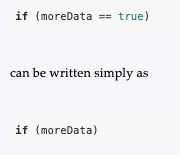 if (moreData == true)
can be written simply as
if (moreData)